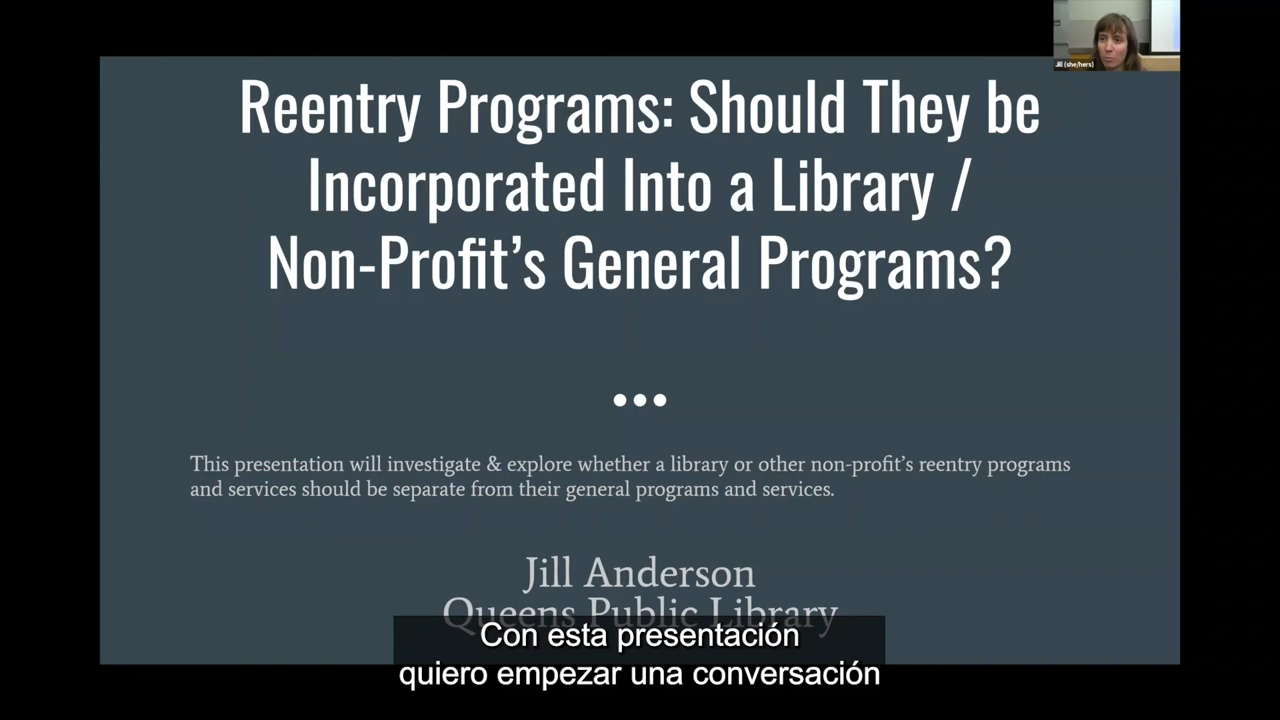 Jill (she/hers)
Reentry Programs: Should They be
Incorporated Into a Library /
Non-Profit's General Programs?
This presentation will investigate & explore whether a library or other non-profit's reentry programs
and services should be separate from their general programs and services.
Jill Anderson
Queens Public Library
Con esta presentación
quiero empezar una conversación